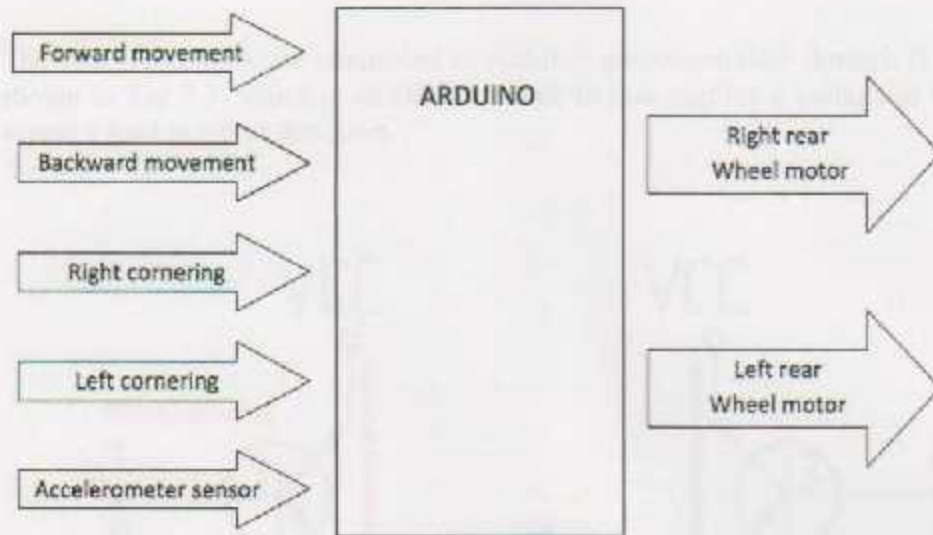 Forward movement
Backward movement
Right cornering
Left cornering
Accelerometer sensor
ARDUINO
Right rear
Wheel motor
Left rear
Wheel motor